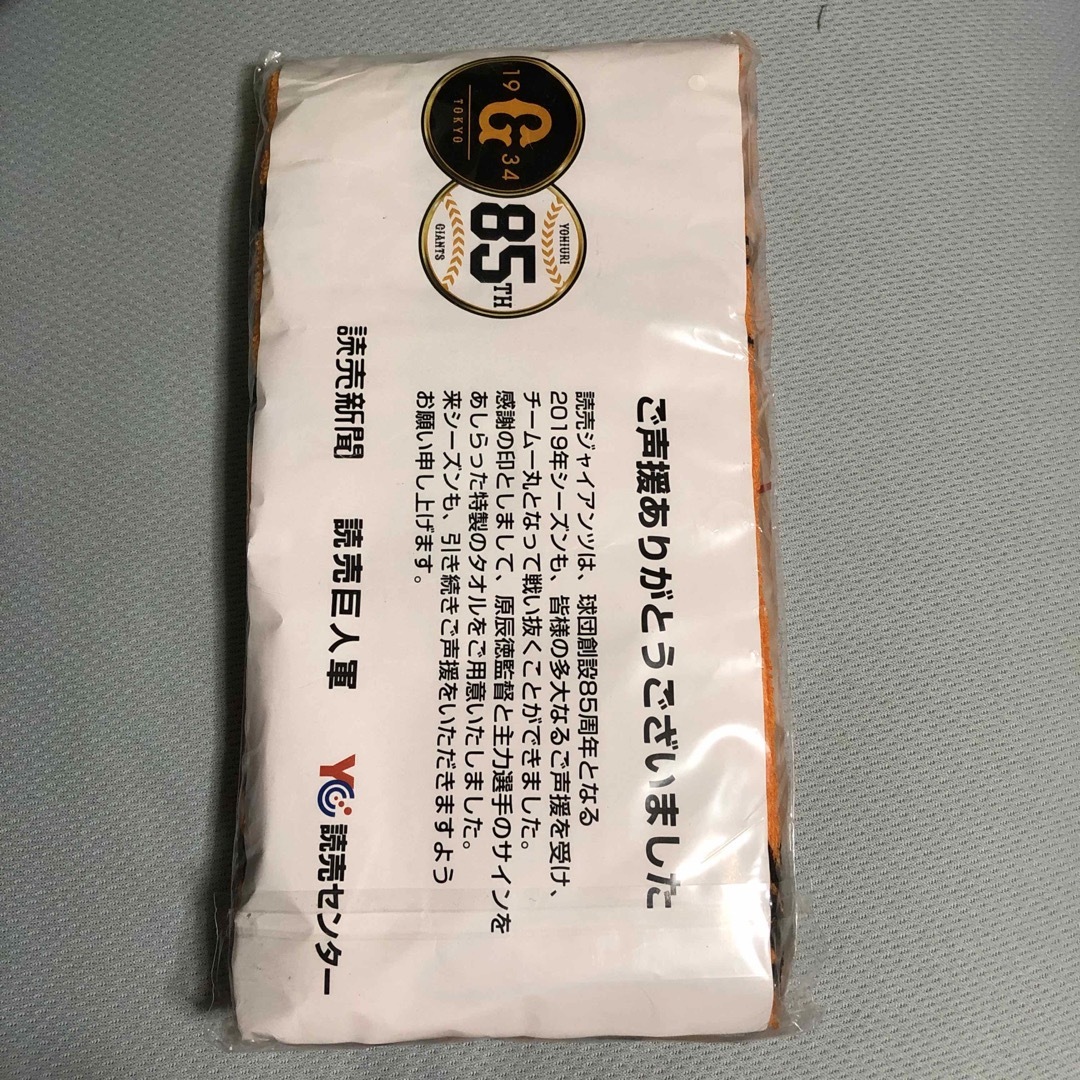 19 G 34
TOKYO
YOMIURI
85TH
GIANTS
ご声援ありがとうございました
読売ジャイアンツは、球団創設85周年となる
2019年シーズンも、皆様の多大なるご声援を受け、
チーム一丸となって戦い抜くことができました。
感謝の印としまして、原辰徳監督と主力選手のサインを
あしらった特製のタオルをご用意いたしました。
来シーズンも、引き続きご声援をいただきますよう
お願い申し上げます。
読売新聞 読売巨人軍 YC読売センター